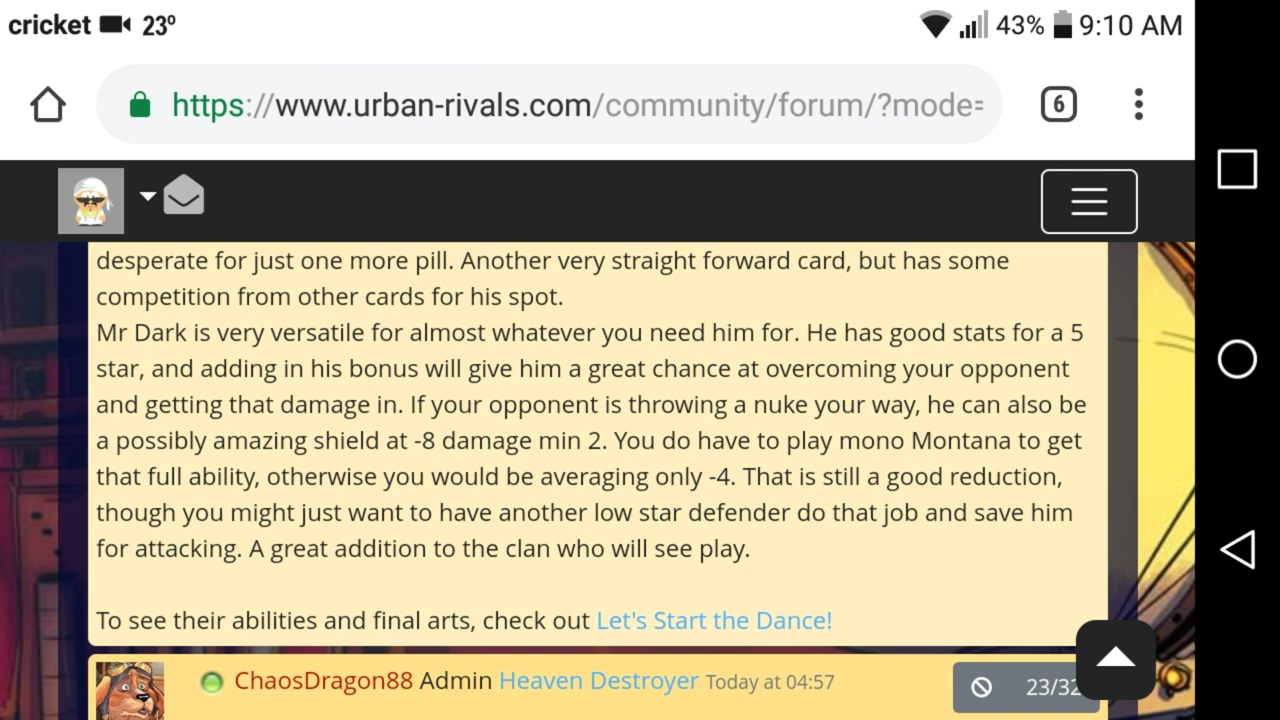 cricket 23º 43% 9:10 AM
https://www.urban-rivals.com/community/forum/?mode= 6
desperate for just one more pill. Another very straight forward card, but has some
competition from other cards for his spot.
Mr Dark is very versatile for almost whatever you need him for. He has good stats for a 5
star, and adding in his bonus will give him a great chance at overcoming your opponent
and getting that damage in. If your opponent is throwing a nuke your way, he can also be
a possibly amazing shield at -8 damage min 2. You do have to play mono Montana to get
that full ability, otherwise you would be averaging only -4. That is still a good reduction,
though you might just want to have another low star defender do that job and save him
for attacking. A great addition to the clan who will see play.
To see their abilities and final arts, check out Let's Start the Dance!
ChaosDragon88 Admin Heaven Destroyer Today at 04:57 23/32